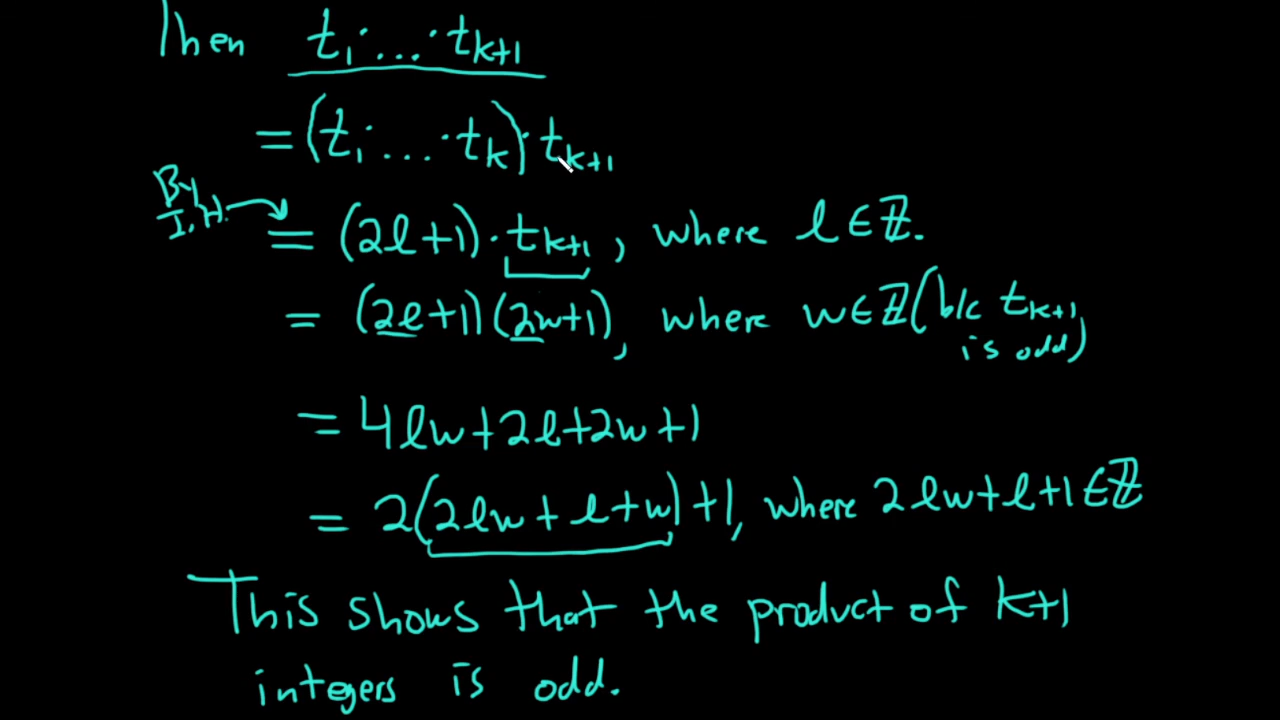 Then t₁·...·tₖ₊₁
= (t₁·...·tₖ)·tₖ₊₁
By I.H. → = (2l+1)·tₖ₊₁, where l∈ℤ.
= (2l+1)(2w+1), where w∈ℤ (b/c tₖ₊₁ is odd)
= 4lw+2l+2w+1
= 2(2lw+l+w)+1, where 2lw+l+1∈ℤ
This shows that the product of k+1
integers is odd.